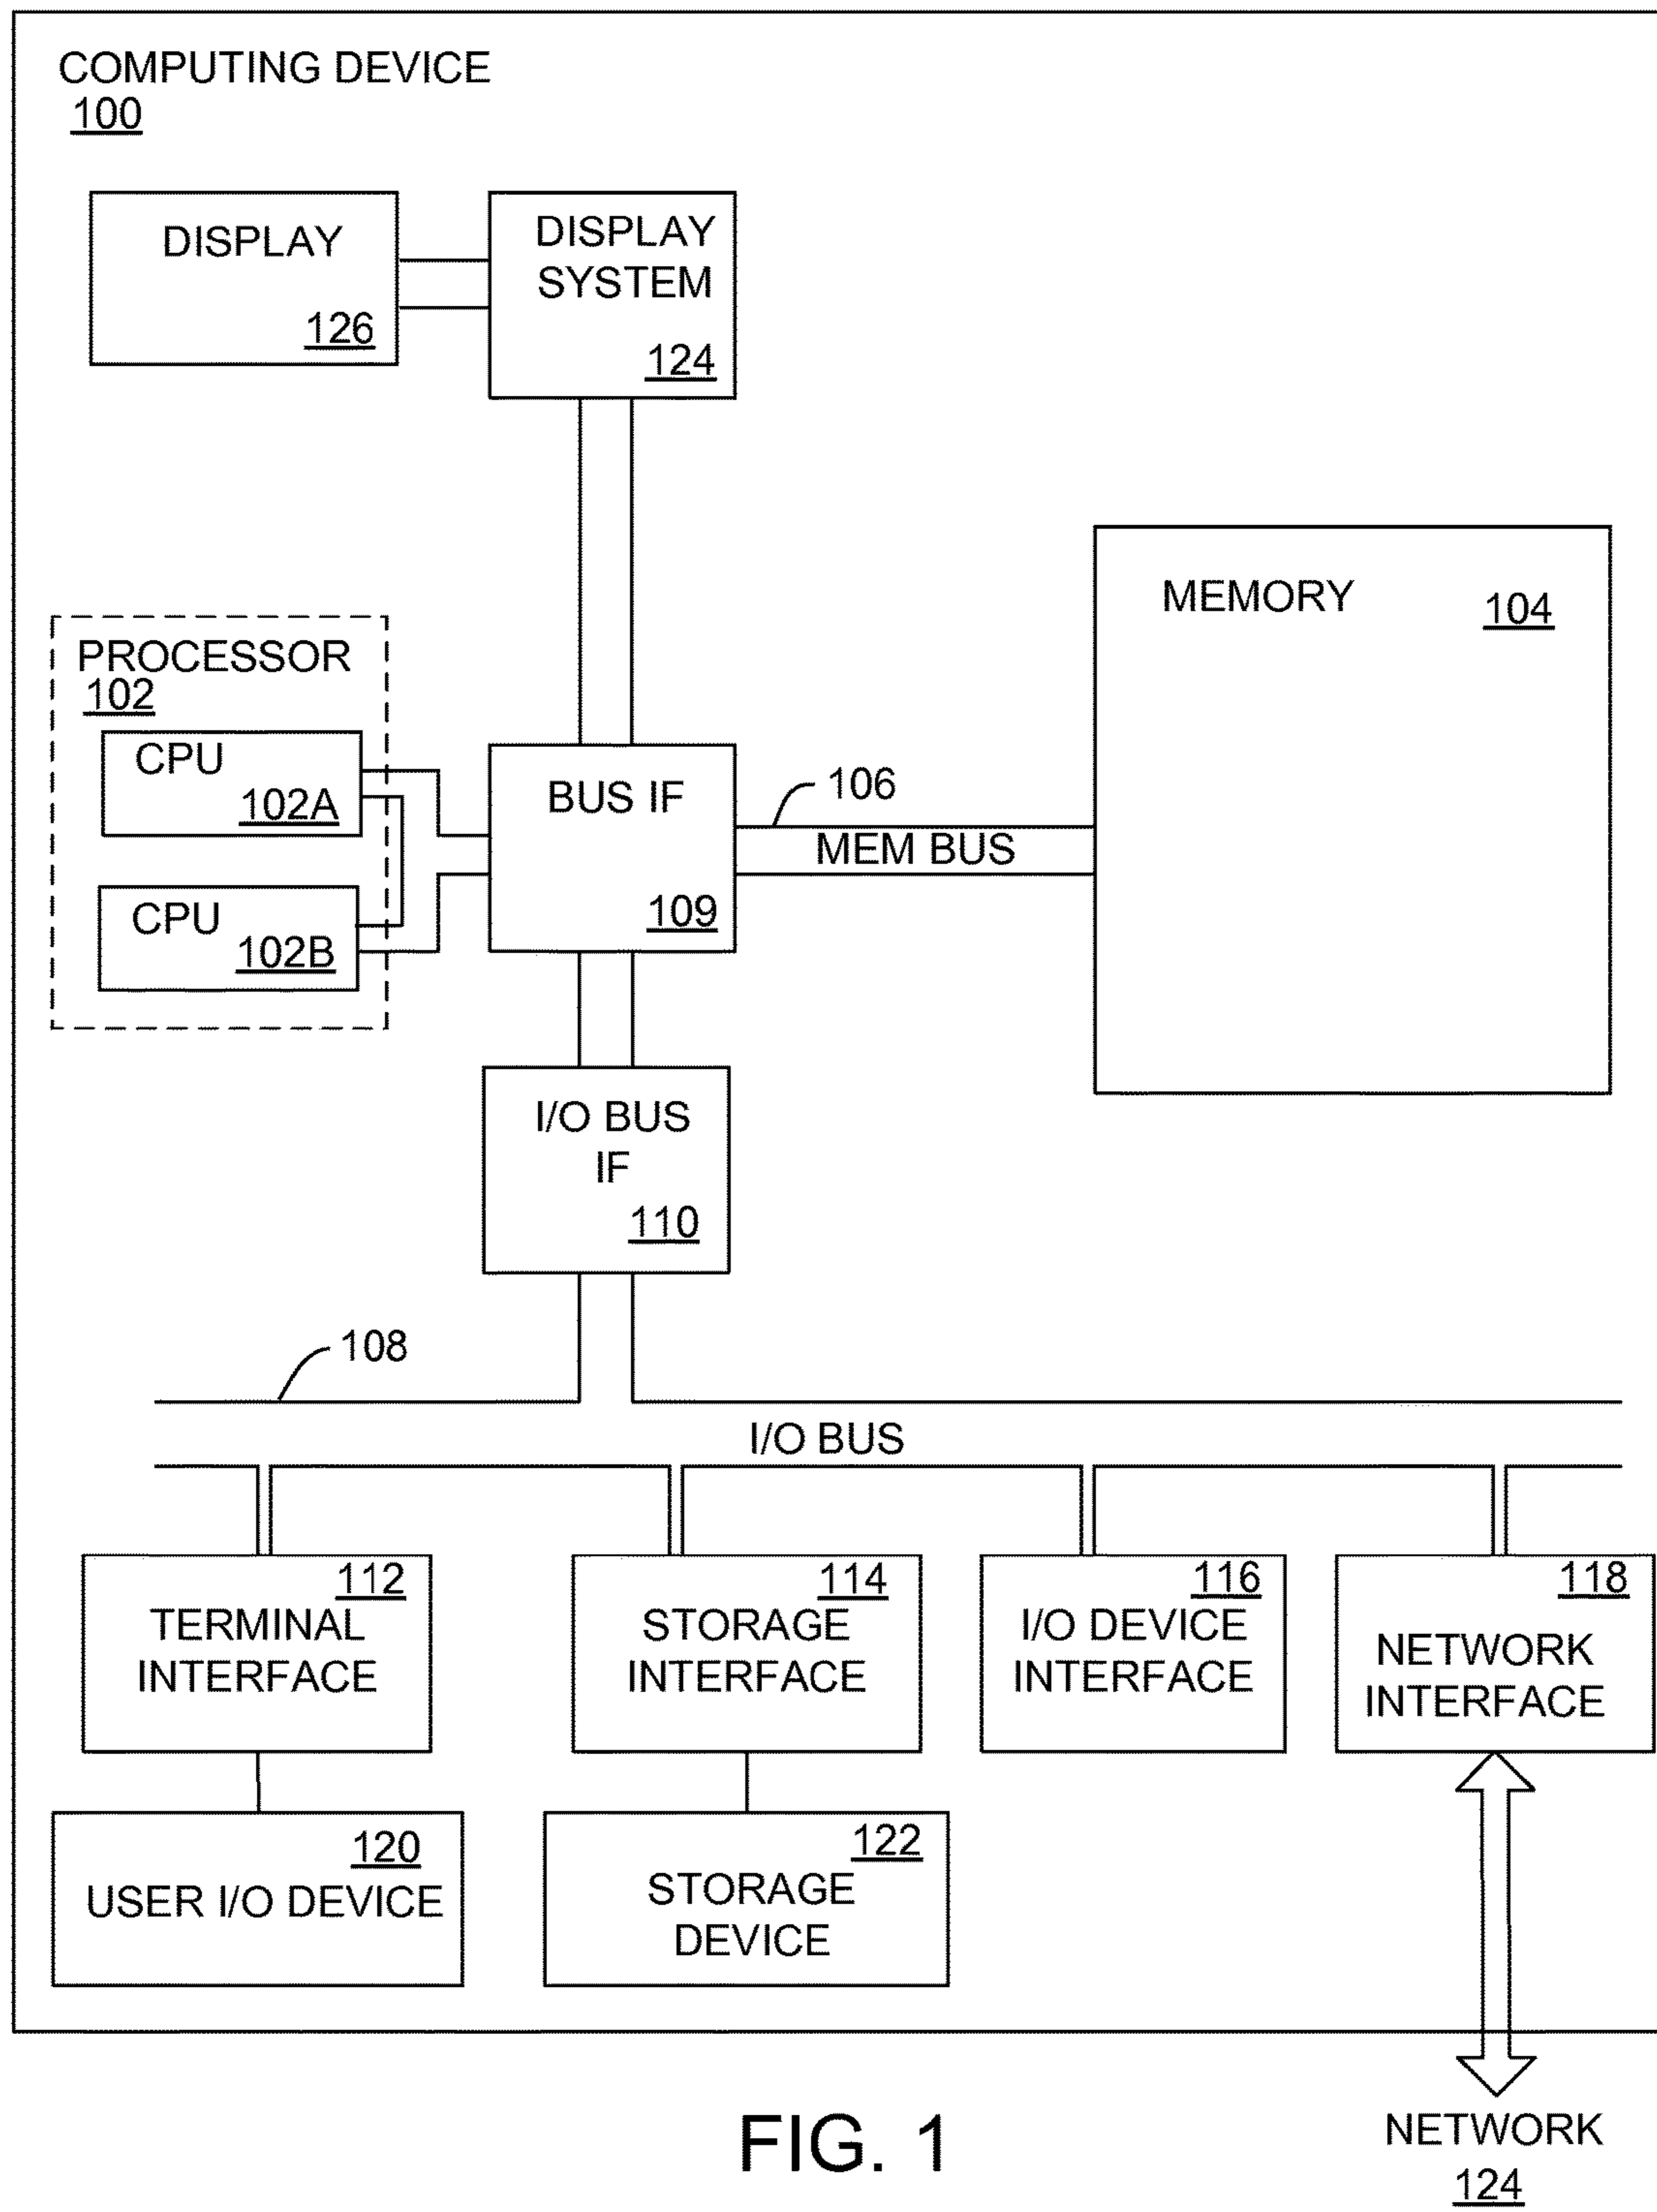 COMPUTING DEVICE
100
DISPLAY
126
DISPLAY
SYSTEM
124
PROCESSOR
102
CPU
102A
CPU
102B
BUS IF
109
106
MEM BUS
MEMORY
104
I/O BUS
IF
110
108
I/O BUS
112
TERMINAL
INTERFACE
114
STORAGE
INTERFACE
116
I/O DEVICE
INTERFACE
118
NETWORK
INTERFACE
120
USER I/O DEVICE
122
STORAGE
DEVICE
FIG. 1
NETWORK
124